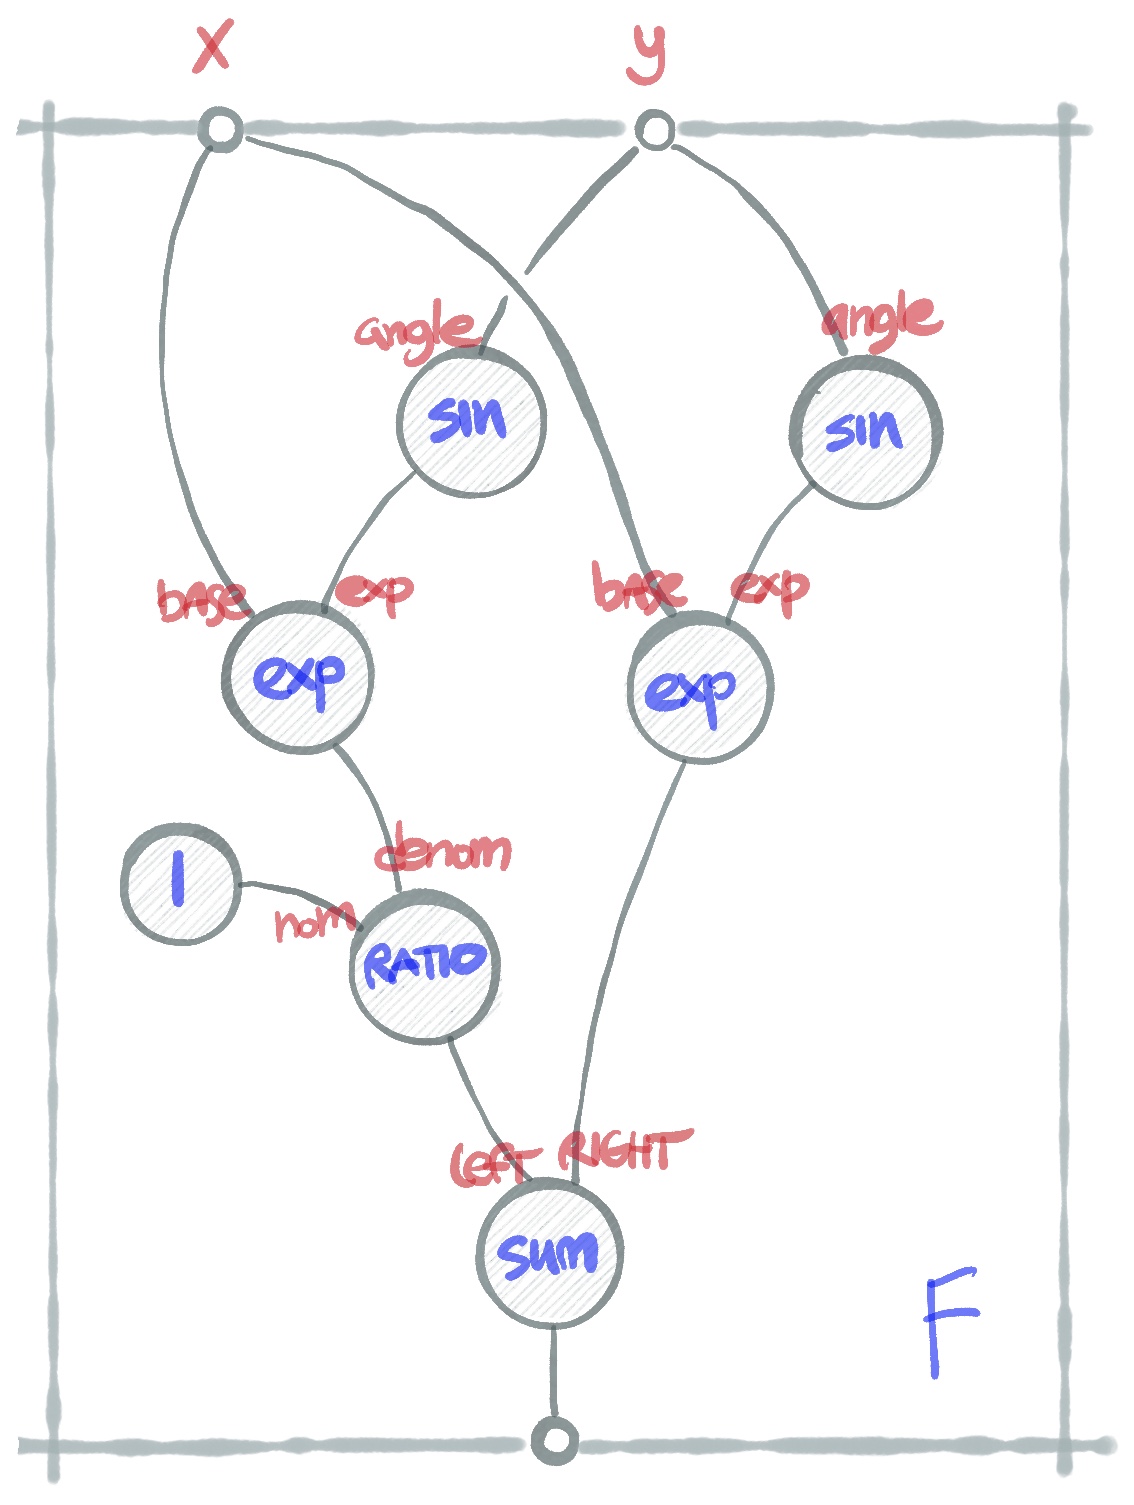 x y
angle angle
sin sin
base exp base exp
exp exp
denom
1
nom
RATIO
left RIGHT
sum
F